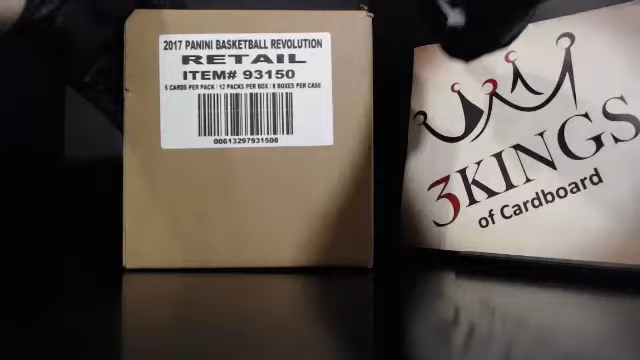 2017 PANINI BASKETBALL REVOLUTION
RETAIL
ITEM# 93150
5 CARDS PER PACK | 12 PACKS PER BOX | 8 BOXES PER CASE
00613297931508
3KINGS
of Cardboard